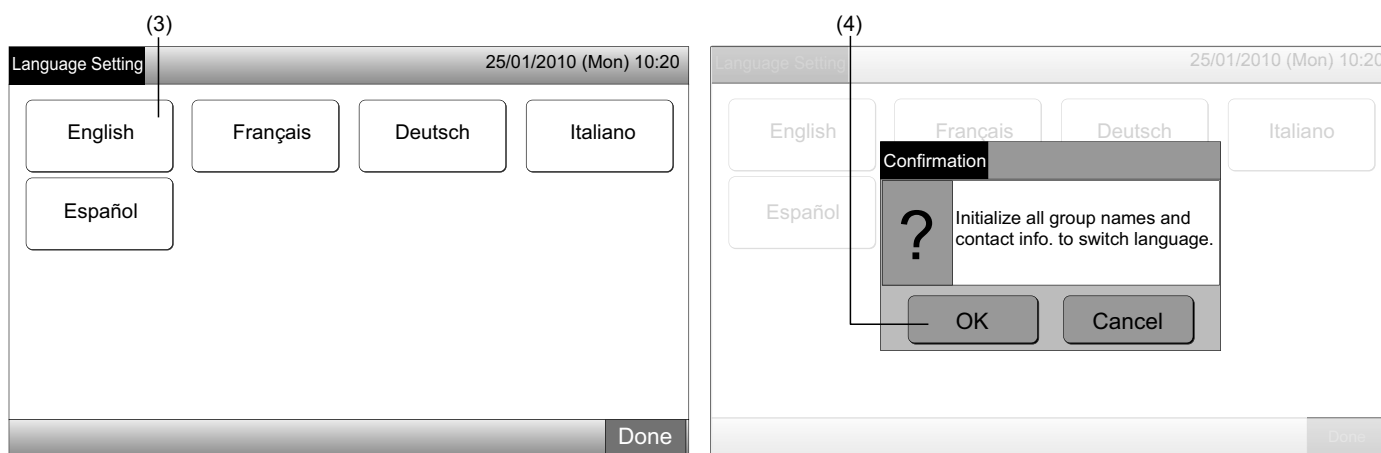 (3)
Language Setting 25/01/2010 (Mon) 10:20
English Français Deutsch Italiano
Español
Done
(4)
Language Setting 25/01/2010 (Mon) 10:20
English Français Deutsch Italiano
Español
Confirmation
? Initialize all group names and
contact info. to switch language.
OK Cancel
Done